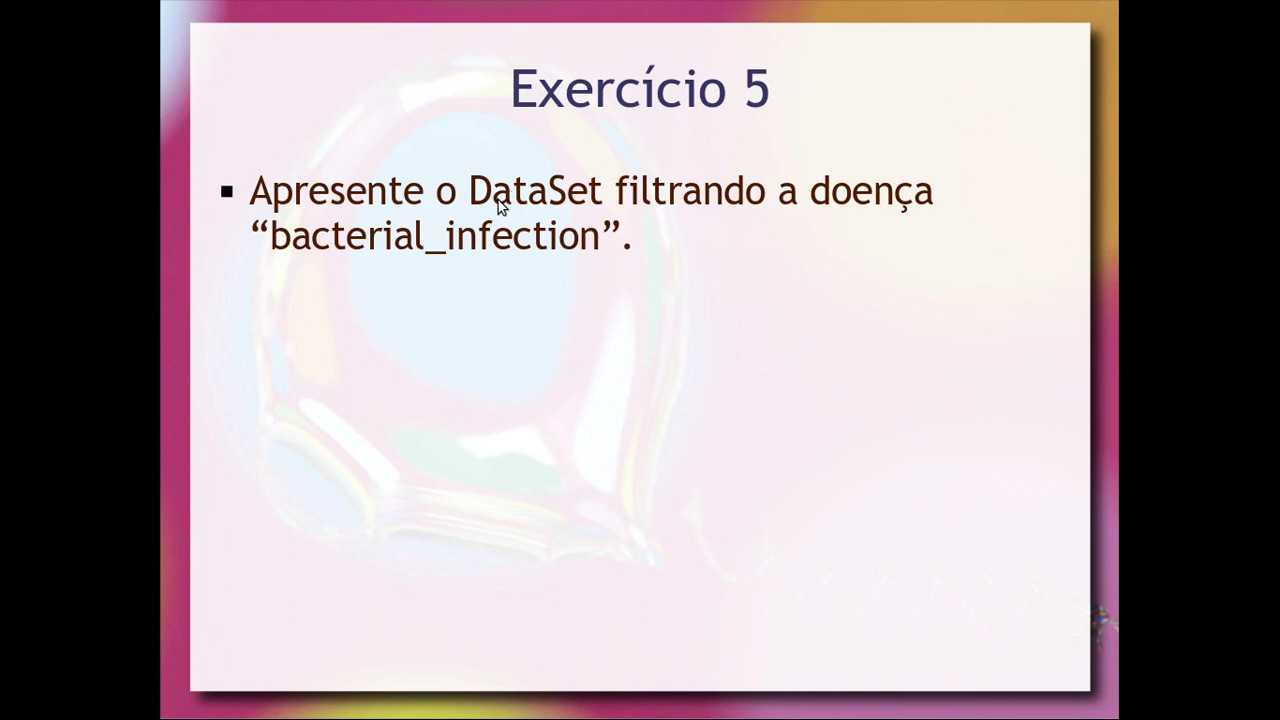 Exercício 5
Apresente o DataSet filtrando a doença
“bacterial_infection”.